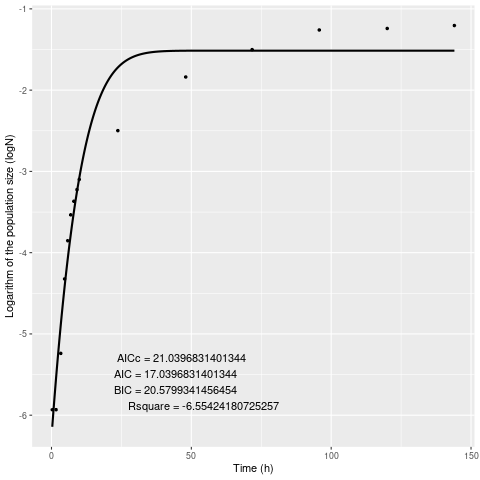 Logarithm of the population size (logN)
-1
-2
-3
-4
-5
-6
AICc = 21.0396831401344
AIC = 17.0396831401344
BIC = 20.5799341456454
Rsquare = -6.55424180725257
0
50
100
150
Time (h)